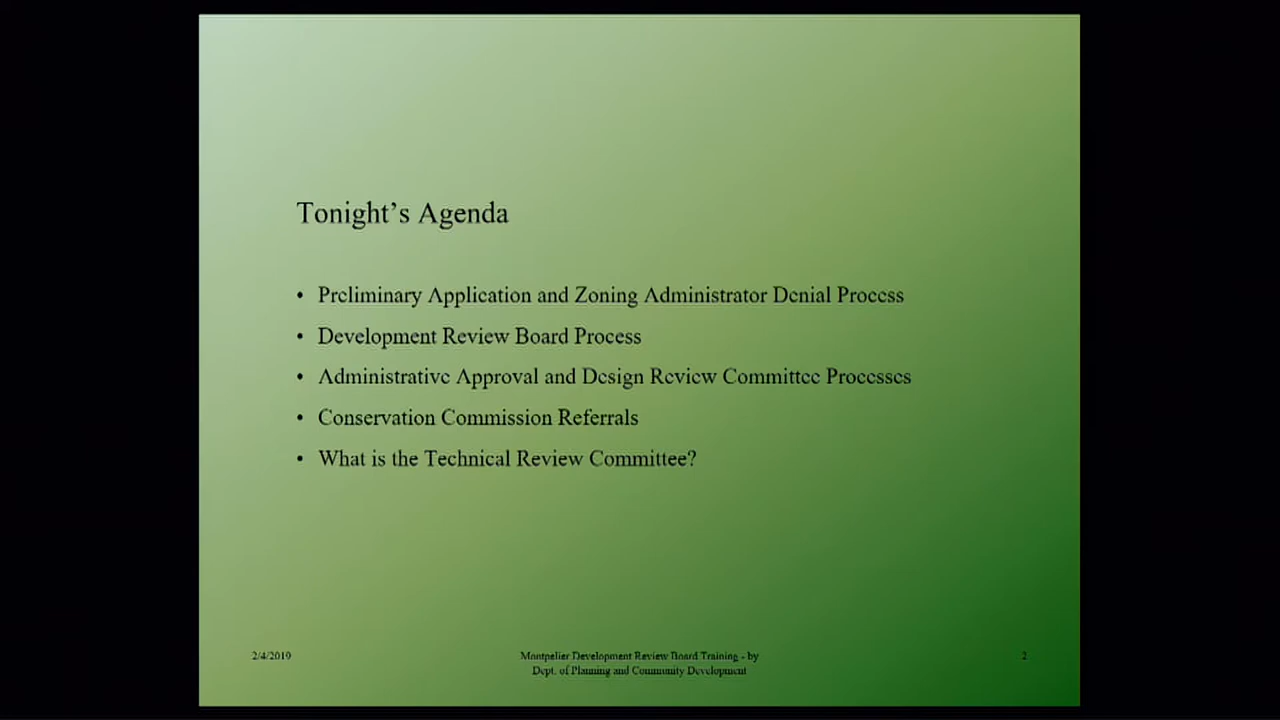 Tonight's Agenda
• Preliminary Application and Zoning Administrator Denial Process
• Development Review Board Process
• Administrative Approval and Design Review Committee Processes
• Conservation Commission Referrals
• What is the Technical Review Committee?
2/4/2019
Montpelier Development Review Board Training - by
Dept. of Planning and Community Development
2